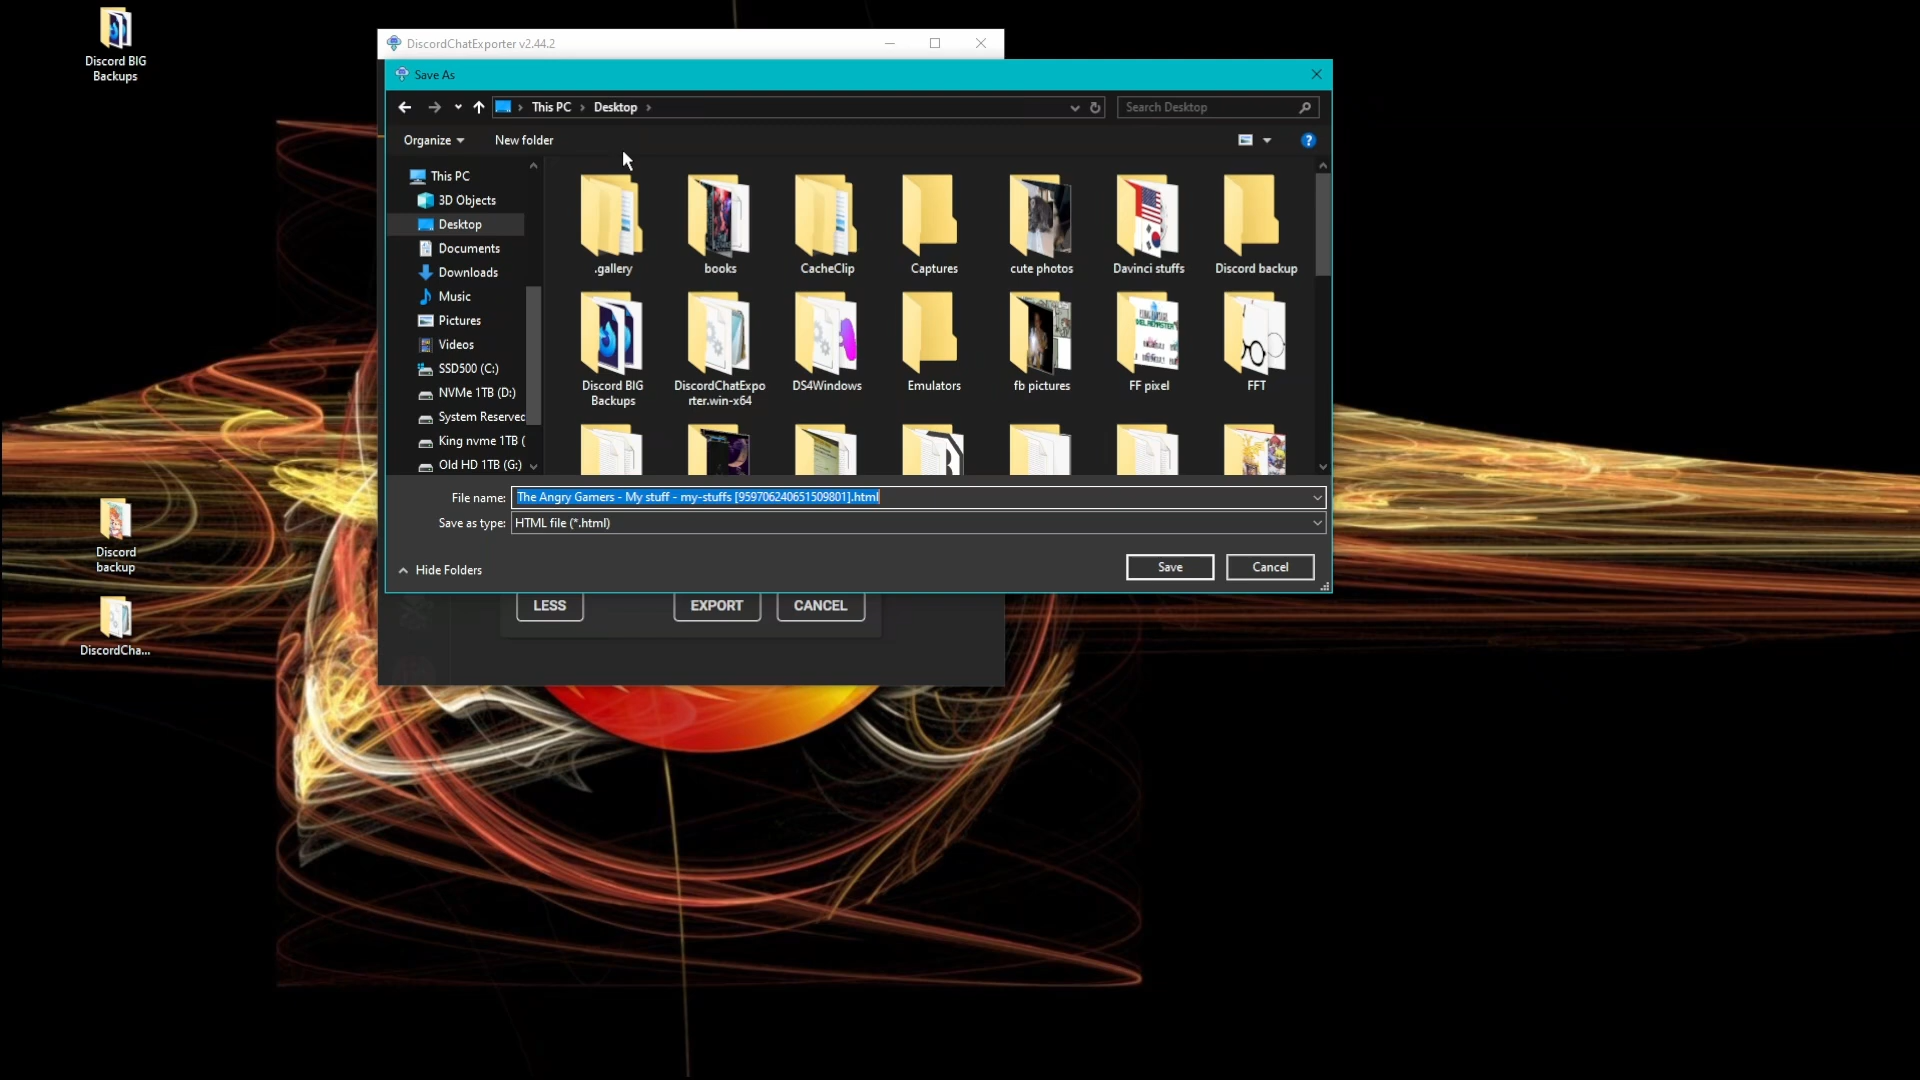 Discord BIG
Backups
DiscordChatExporter v2.44.2
Save As
This PC
Desktop
Search Desktop
Organize
New folder
This PC
3D Objects
Desktop
Documents
Downloads
Music
Pictures
Videos
SSD500 (C:)
NVMe 1TB (D:)
System Reserved
King nvme 1TB (
Old HD 1TB (G:)
.gallery
books
CacheClip
Captures
cute photos
Davinci stuffs
Discord backup
Discord BIG
Backups
DiscordChatExpo
rter.win-x64
DS4Windows
Emulators
fb pictures
FF pixel
FFT
File name:
The Angry Gamers - My stuff - my-stuffs [959706240651509801].html
Save as type:
HTML file (*.html)
Hide Folders
Save
Cancel
LESS
EXPORT
CANCEL
Discord
backup
DiscordCha...